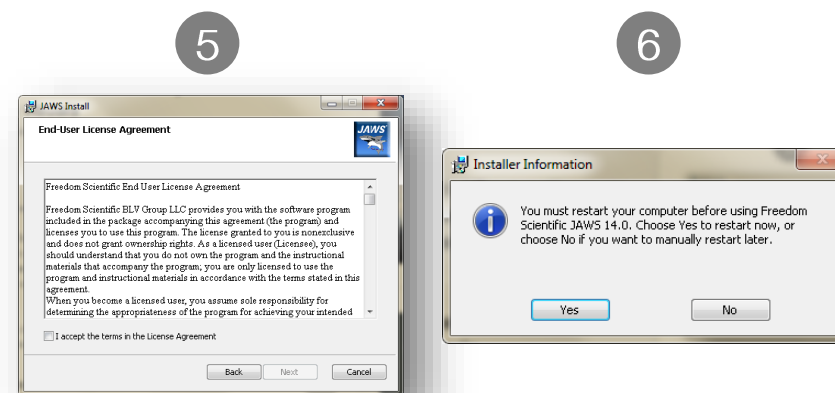 5
6
JAWS Install
End-User License Agreement
JAWS
Freedom Scientific End User License Agreement
Freedom Scientific BLV Group LLC provides you with the software program
included in the package accompanying this agreement (the program) and
licenses you to use this program. The license granted to you is nonexclusive
and does not grant ownership rights. As a licensed user (Licensee), you
should understand that you do not own the program and the instructional
materials that accompany the program; you are only licensed to use the
program and instructional materials in accordance with the terms stated in this
agreement.
When you become a licensed user, you assume sole responsibility for
determining the appropriateness of the program for achieving your intended
I accept the terms in the License Agreement
Back Next Cancel
Installer Information
You must restart your computer before using Freedom
Scientific JAWS 14.0. Choose Yes to restart now, or
choose No if you want to manually restart later.
Yes No